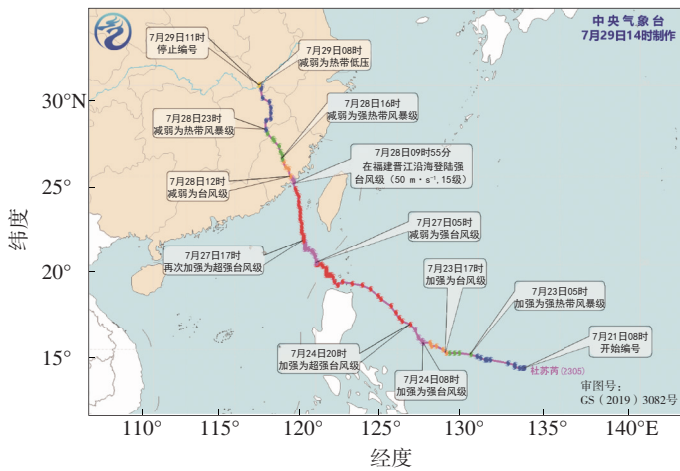 中央气象台
7月29日14时制作
7月29日11时
停止编号
7月29日08时
减弱为热带低压
7月28日23时
减弱为热带风暴级
7月28日16时
减弱为强热带风暴级
7月28日12时
减弱为台风级
7月28日09时55分
在福建晋江沿海登陆强
台风级（50 m·s⁻¹,15级）
7月27日05时
减弱为强台风级
7月27日17时
再次加强为超强台风级
7月23日17时
加强为台风级
7月23日05时
加强为强热带风暴级
7月21日08时
开始编号
7月24日20时
加强为超强台风级
7月24日08时
加强为强台风级
杜苏芮(2305)
审图号：
GS（2019）3082号
30°N
25°
20°
15°
纬度
110°
115°
120°
125°
130°
135°
140°E
经度